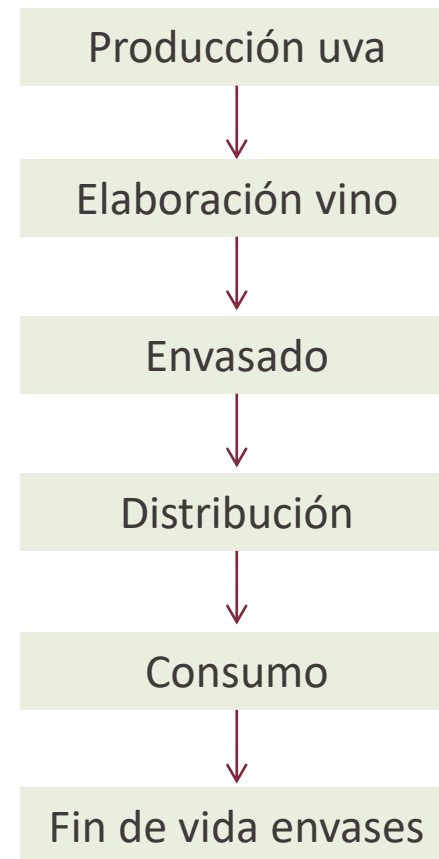 Producción uva
Elaboración vino
Envasado
Distribución
Consumo
Fin de vida envases